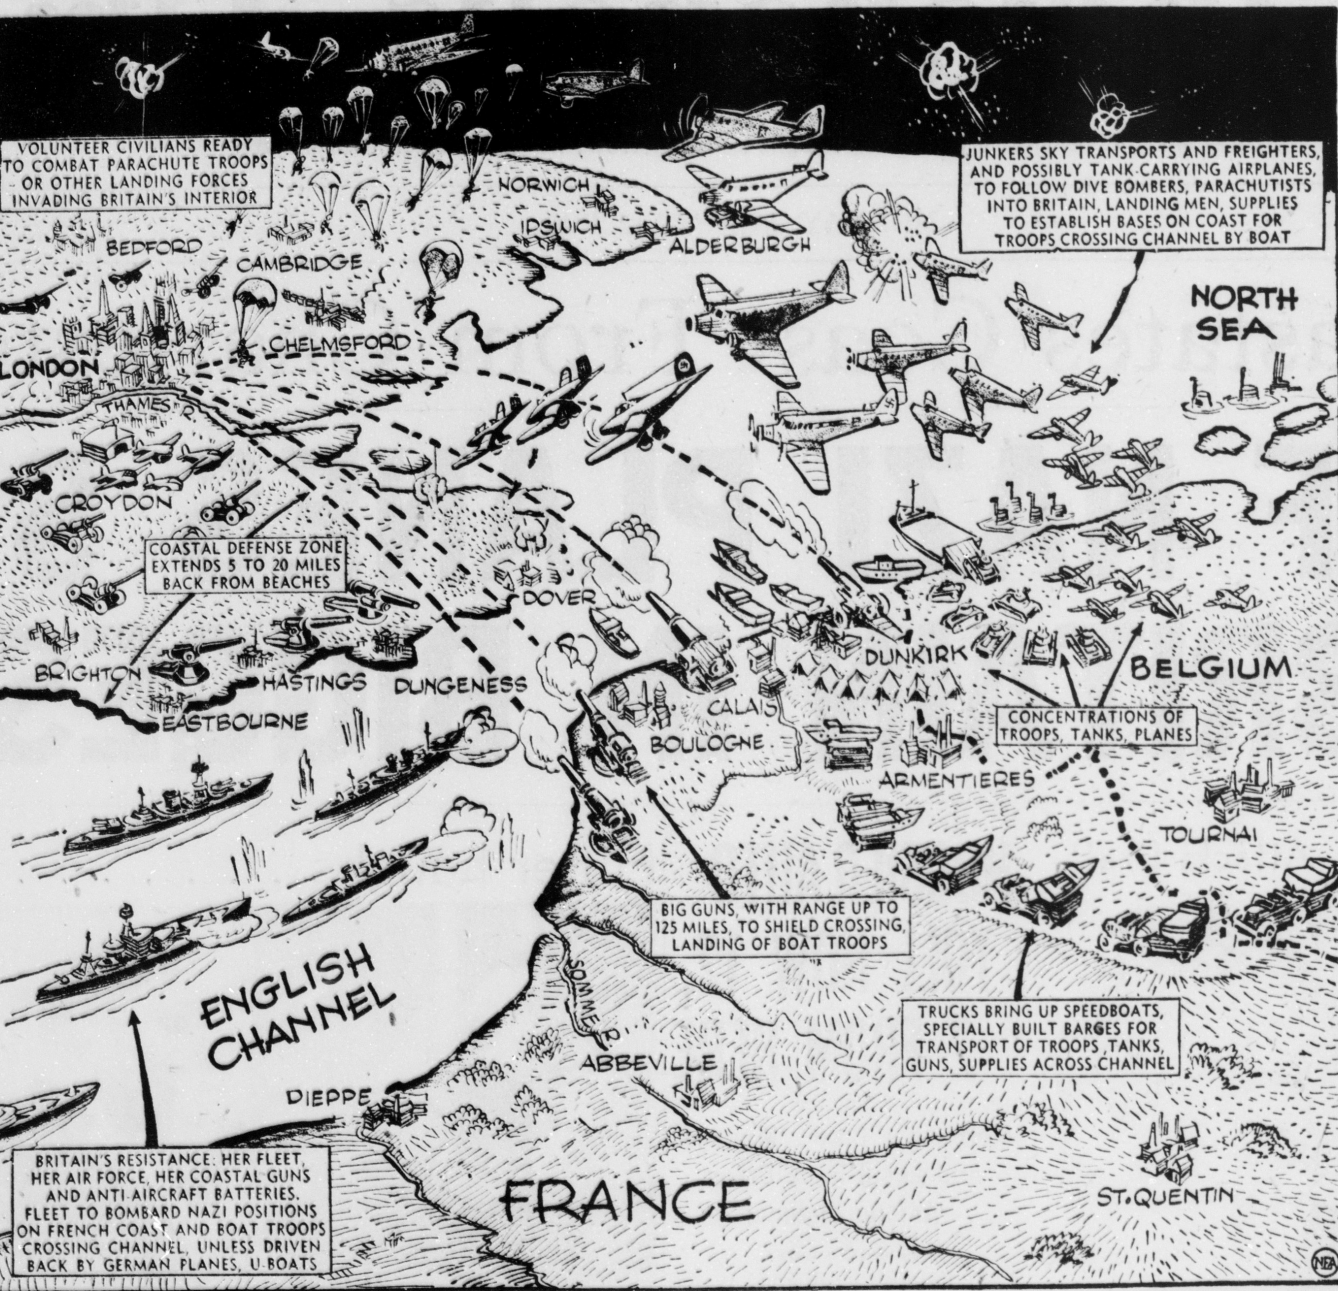 VOLUNTEER CIVILIANS READY
TO COMBAT PARACHUTE TROOPS
OR OTHER LANDING FORCES
INVADING BRITAIN'S INTERIOR
JUNKERS SKY TRANSPORTS AND FREIGHTERS,
AND POSSIBLY TANK-CARRYING AIRPLANES,
TO FOLLOW DIVE BOMBERS, PARACHUTISTS
INTO BRITAIN, LANDING MEN, SUPPLIES
TO ESTABLISH BASES ON COAST FOR
TROOPS CROSSING CHANNEL BY BOAT
NORWICH
IPSWICH
ALDERBURGH
BEDFORD
CAMBRIDGE
NORTH
SEA
CHELMSFORD
LONDON
THAMES R.
CROYDON
COASTAL DEFENSE ZONE
EXTENDS 5 TO 20 MILES
BACK FROM BEACHES
DOVER
BRIGHTON
HASTINGS
DUNGENESS
EASTBOURNE
DUNKIRK
BELGIUM
CALAIS
BOULOGNE
CONCENTRATIONS OF
TROOPS, TANKS, PLANES
ARMENTIERES
TOURNAI
BIG GUNS, WITH RANGE UP TO
125 MILES, TO SHIELD CROSSING,
LANDING OF BOAT TROOPS
ENGLISH
CHANNEL
SOMME R.
TRUCKS BRING UP SPEEDBOATS,
SPECIALLY BUILT BARGES FOR
TRANSPORT OF TROOPS, TANKS,
GUNS, SUPPLIES ACROSS CHANNEL
ABBEVILLE
DIEPPE
BRITAIN'S RESISTANCE: HER FLEET,
HER AIR FORCE, HER COASTAL GUNS
AND ANTI-AIRCRAFT BATTERIES.
FLEET TO BOMBARD NAZI POSITIONS
ON FRENCH COAST AND BOAT TROOPS
CROSSING CHANNEL, UNLESS DRIVEN
BACK BY GERMAN PLANES, U-BOATS
FRANCE
ST. QUENTIN
NEA